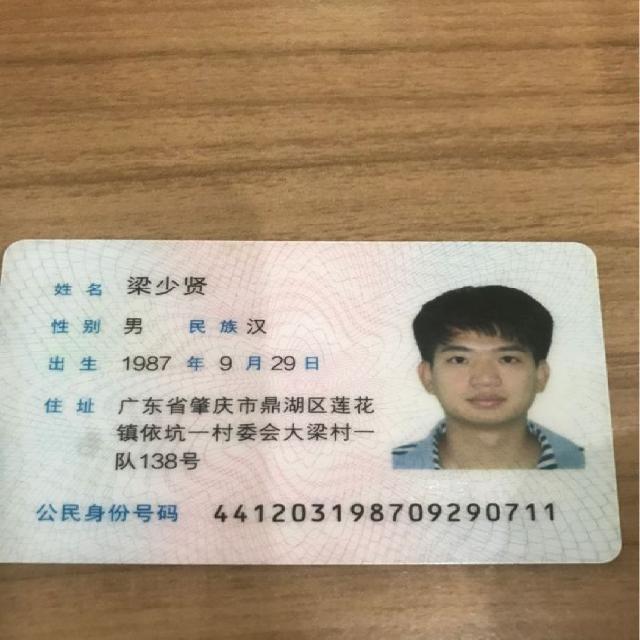 姓名 梁少贤
性别 男 民族 汉
出生 1987 年 9 月 29 日
住址 广东省肇庆市鼎湖区莲花
镇依坑一村委会大梁村一
队138号
公民身份号码 441203198709290711